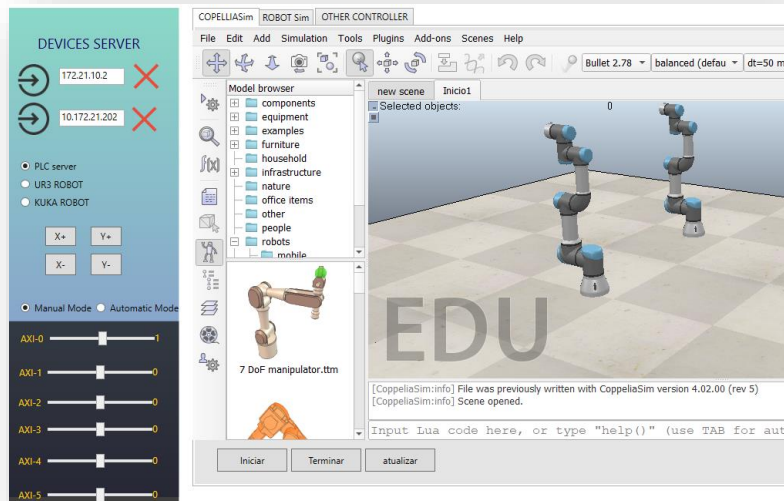 DEVICES SERVER
172.21.10.2
10.172.21.202
PLC server
UR3 ROBOT
KUKA ROBOT
X+ Y+
X- Y-
Manual Mode Automatic Mode
AXI-0 1
AXI-1 0
AXI-2 0
AXI-3 0
AXI-4 0
AXI-5 0
COPELLIASim ROBOT Sim OTHER CONTROLLER
File Edit Add Simulation Tools Plugins Add-ons Scenes Help
Bullet 2.78 balanced (defau dt=50 m
Model browser
components
equipment
examples
furniture
household
infrastructure
nature
office items
other
people
robots
mobile
7 DoF manipulator.ttm
new scene Inicio1
Selected objects: 0
EDU
[CoppeliaSim:info] File was previously written with CoppeliaSim version 4.02.00 (rev 5)
[CoppeliaSim:info] Scene opened.
Input Lua code here, or type "help()" (use TAB for aut
Iniciar Terminar atualizar